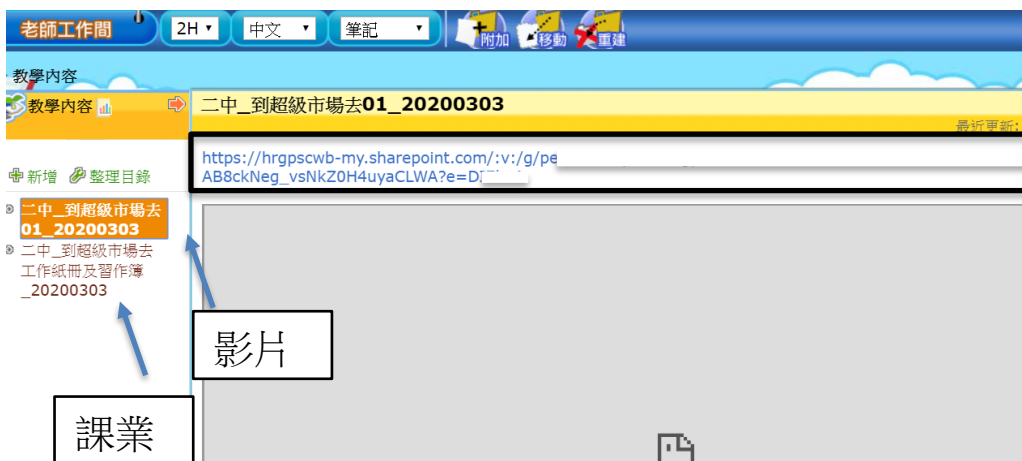 老師工作間 2H 中文 筆記 附加 移動 重建
教學內容
教學內容
二中_到超級市場去01_20200303
最近更新:
https://hrgpscwb-my.sharepoint.com/:v:/g/pe
AB8ckNeg_vsNkZ0H4uyaCLWA?e=D
新增 整理目錄
二中_到超級市場去
01_20200303
二中_到超級市場去
工作紙冊及習作簿
_20200303
影片
課業